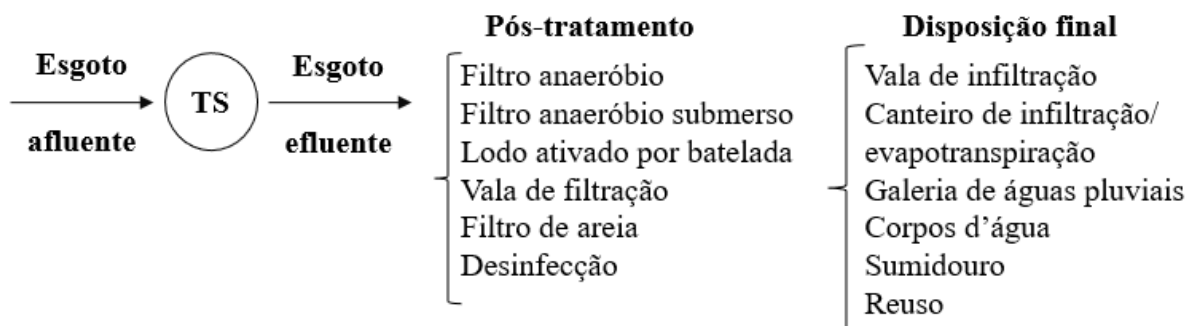 Esgoto
afluente
TS
Esgoto
efluente
Pós-tratamento
Filtro anaeróbio
Filtro anaeróbio submerso
Lodo ativado por batelada
Vala de filtração
Filtro de areia
Desinfecção
Disposição final
Vala de infiltração
Canteiro de infiltração/
evapotranspiração
Galeria de águas pluviais
Corpos d’água
Sumidouro
Reuso